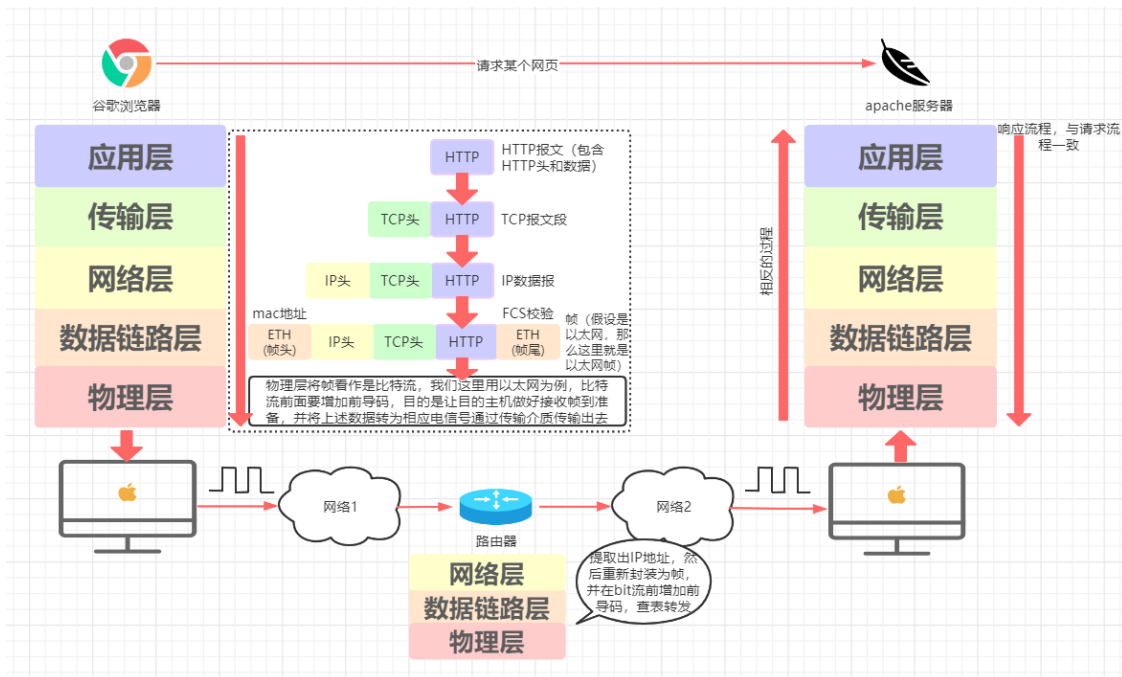 请求某个网页
谷歌浏览器
apache服务器
应用层
传输层
网络层
数据链路层
物理层
HTTP
HTTP报文（包含
HTTP头和数据）
TCP头
HTTP
TCP报文段
IP头
TCP头
HTTP
IP数据报
mac地址
FCS校验
ETH
(帧头)
IP头
TCP头
HTTP
ETH
(帧尾)
帧（假设是
以太网，那
么这里就是
以太网帧）
物理层将帧看作是比特流，我们这里用以太网为例，比特
流前面要增加前导码，目的是让目的主机做好接收帧到准
备，并将上述数据转为相应电信号通过传输介质传输出去
相反的过程
应用层
传输层
网络层
数据链路层
物理层
响应流程，与请求流
程一致
网络1
路由器
网络2
网络层
数据链路层
物理层
提取出IP地址，然
后重新封装为帧，
并在bit流前增加前
导码，查表转发